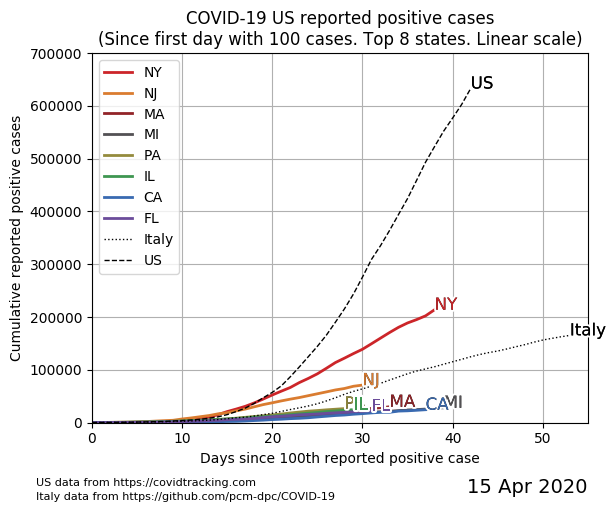 COVID-19 US reported positive cases
(Since first day with 100 cases. Top 8 states. Linear scale)
700000
600000
500000
400000
300000
200000
100000
0
Cumulative reported positive cases
NY
NJ
MA
MI
PA
IL
CA
FL
Italy
US
US
NY
Italy
NJ
P
IL
FL
MA
CA
MI
0 10 20 30 40 50
Days since 100th reported positive case
US data from https://covidtracking.com
Italy data from https://github.com/pcm-dpc/COVID-19
15 Apr 2020